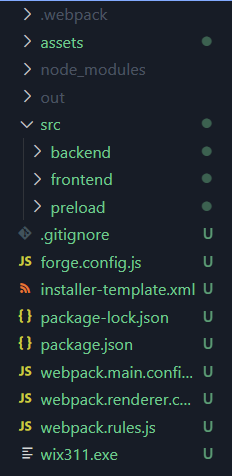 .webpack
assets
node_modules
out
src
backend
frontend
preload
.gitignore U
JS forge.config.js U
installer-template.xml U
{} package-lock.json U
{} package.json U
JS webpack.main.confi... U
JS webpack.renderer.c... U
JS webpack.rules.js U
wix311.exe U